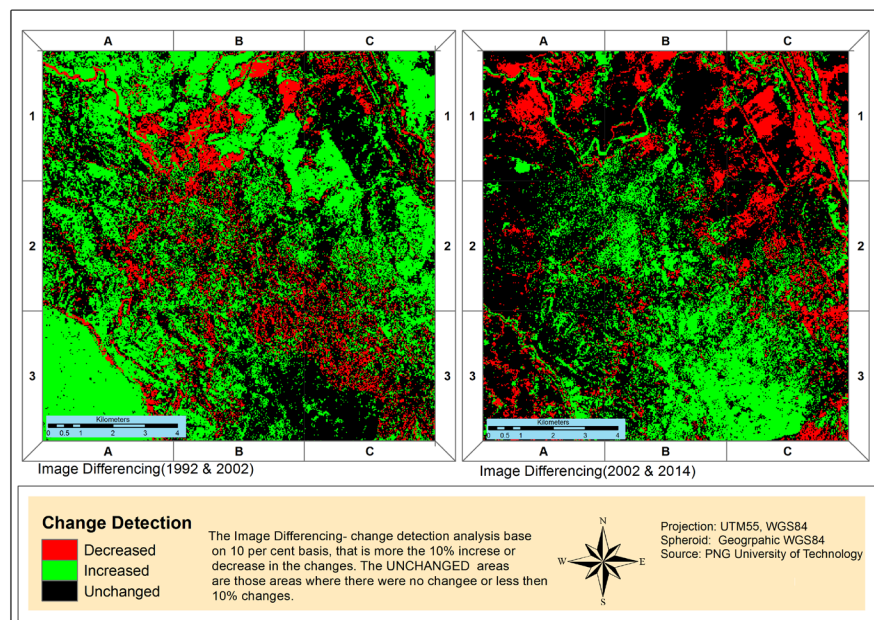 A B C
A B C
1
1
1
1
2
2
2
2
3
3
3
3
Kilometers
0 0.5 1 2 3 4
Kilometers
0 0.5 1 2 3 4
A B C
A B C
Image Differencing(1992 & 2002)
Image Differencing(2002 & 2014)
Change Detection
Decreased
Increased
Unchanged
The Image Differencing- change detection analysis base
on 10 per cent basis, that is more the 10% increse or
decrease in the changes. The UNCHANGED areas
are those areas where there were no changee or less then
10% changes.
N
W E
S
Projection: UTM55, WGS84
Spheroid: Geogrpahic WGS84
Source: PNG University of Technology